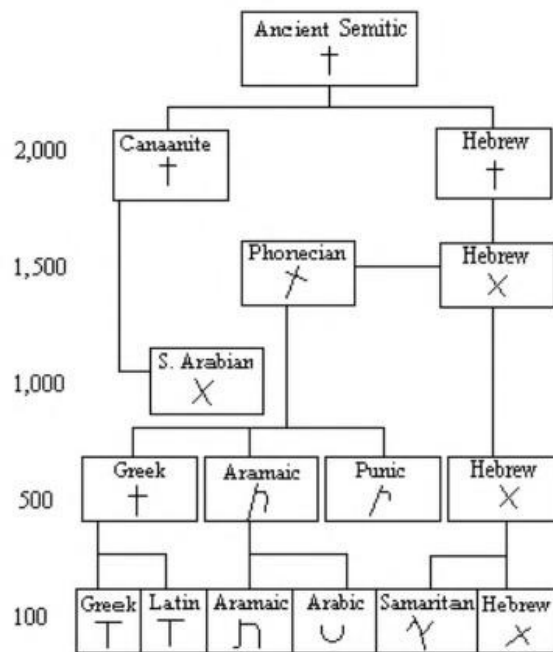 Ancient Semitic
†
2,000
Canaanite
†
Hebrew
†
1,500
Phonecian
Hebrew
X
1,000
S. Arabian
X
500
Greek
†
Aramaic
Punic
Hebrew
X
100
Greek
T
Latin
T
Aramaic
Arabic
Samaritan
Hebrew